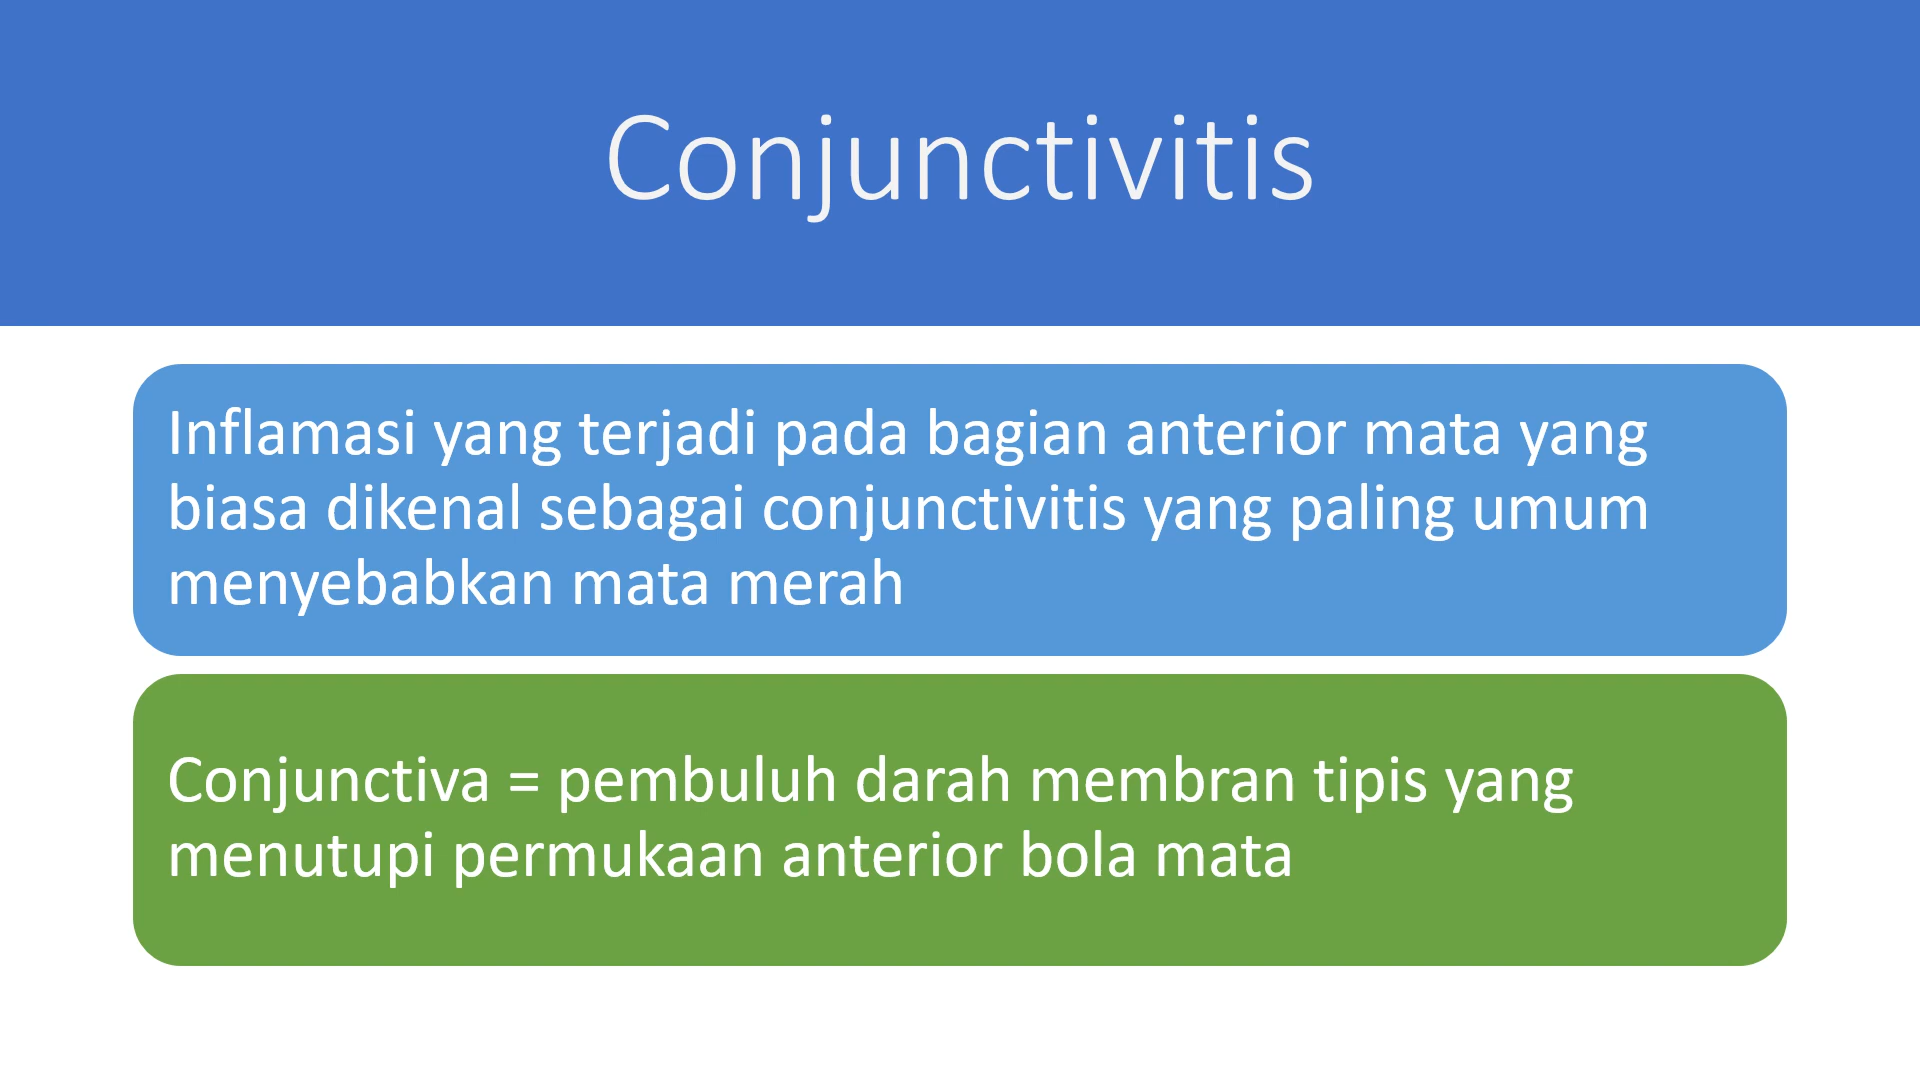 Conjunctivitis
Inflamasi yang terjadi pada bagian anterior mata yang
biasa dikenal sebagai conjunctivitis yang paling umum
menyebabkan mata merah
Conjunctiva = pembuluh darah membran tipis yang
menutupi permukaan anterior bola mata